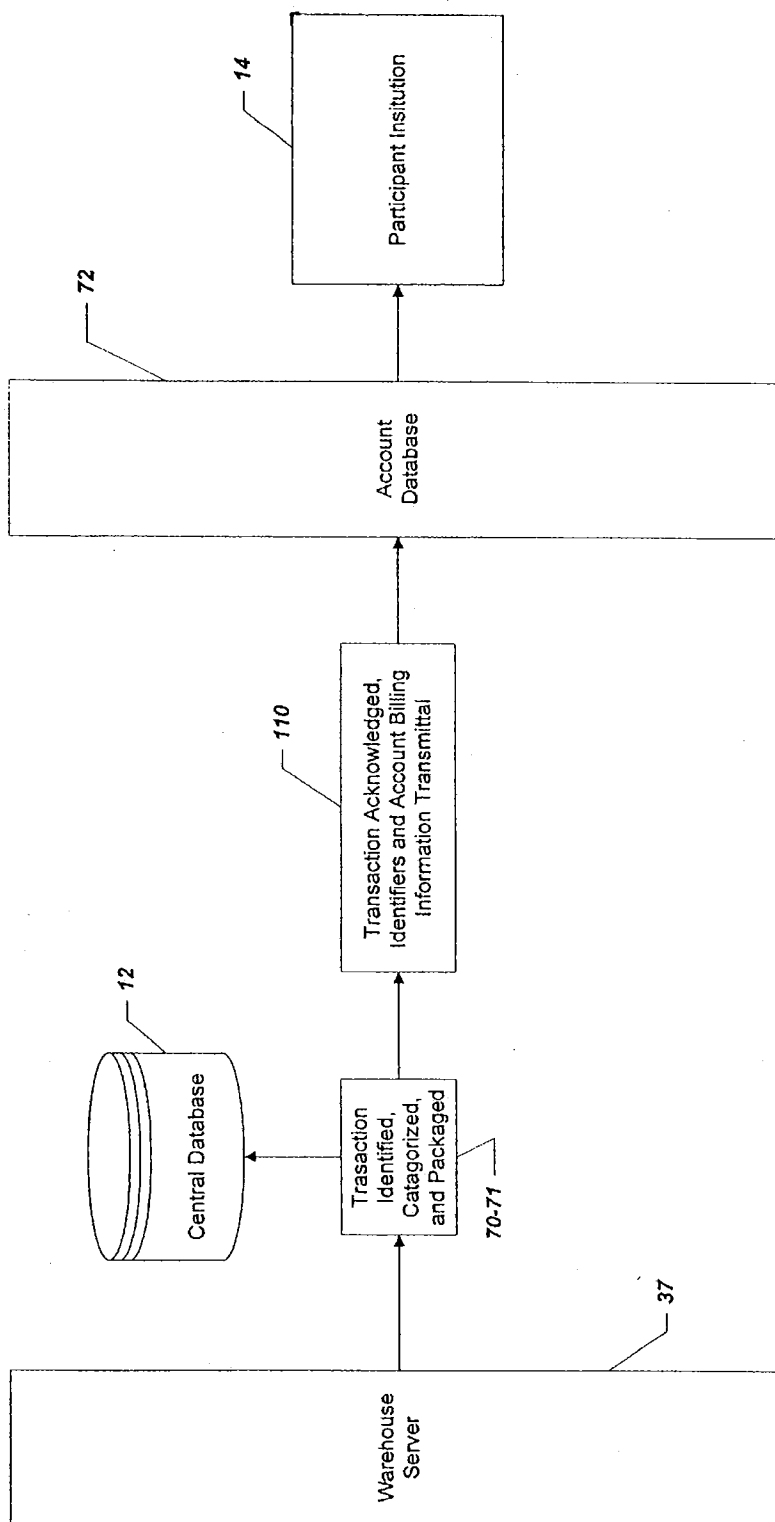 Warehouse
Server
37
Central Database
12
Trasaction
Identified,
Catagorized,
and Packaged
70-71
Transaction Acknowledged,
Identifiers and Account Billing
Information Transmittal
110
Account
Database
72
Participant Insitution
14